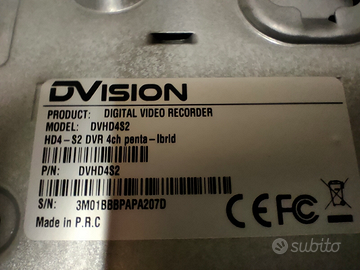 DVISION
PRODUCT: DIGITAL VIDEO RECORDER
MODEL: DVHD4S2
HD4-S2 DVR 4ch penta-Ibrid
P/N: DVHD4S2
S/N: 3M01BBBPAPA207D
Made in P.R.C
CE FC
subito